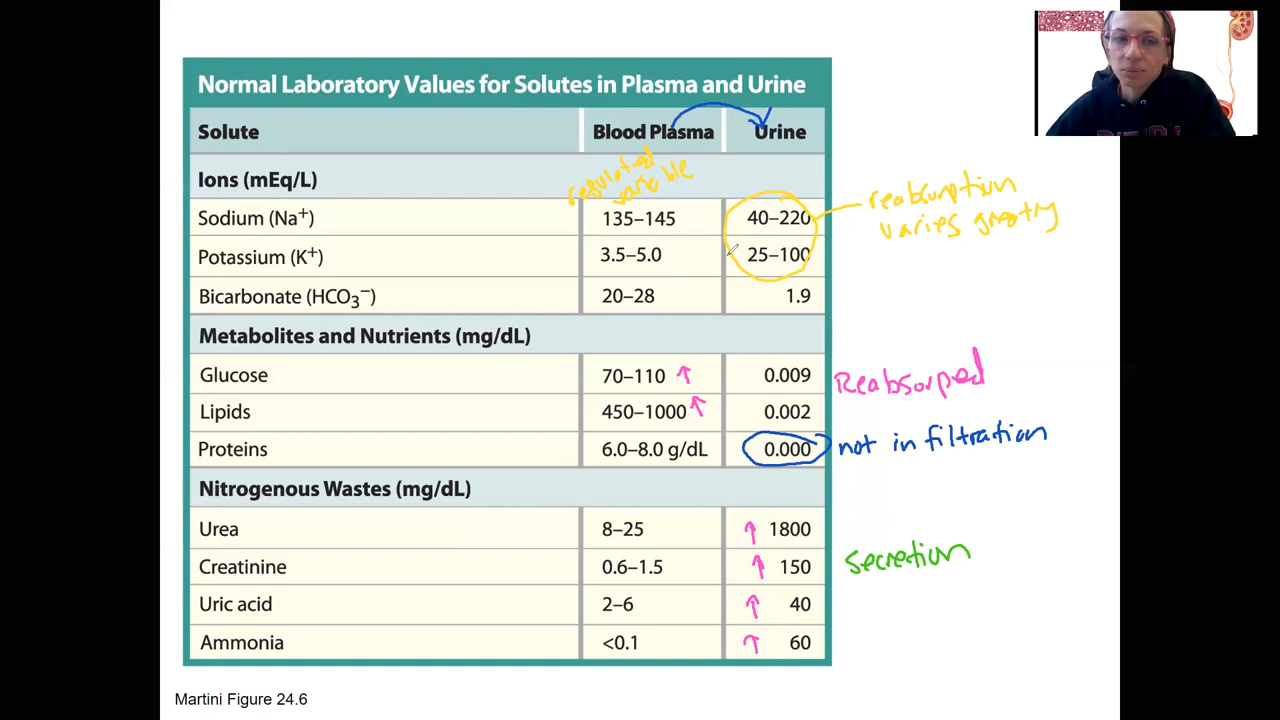 Normal Laboratory Values for Solutes in Plasma and Urine
Solute Blood Plasma Urine
Ions (mEq/L)
regulated
variable
Sodium (Na⁺) 135–145 40–220
reabsorption
varies greatly
Potassium (K⁺) 3.5–5.0 25–100
Bicarbonate (HCO₃⁻) 20–28 1.9
Metabolites and Nutrients (mg/dL)
Glucose 70–110 ↑ 0.009 Reabsorped
Lipids 450–1000 ↑ 0.002
Proteins 6.0–8.0 g/dL 0.000 not in filtration
Nitrogenous Wastes (mg/dL)
Urea 8–25 ↑ 1800
Creatinine 0.6–1.5 ↑ 150 secretion
Uric acid 2–6 ↑ 40
Ammonia <0.1 ↑ 60
Martini Figure 24.6